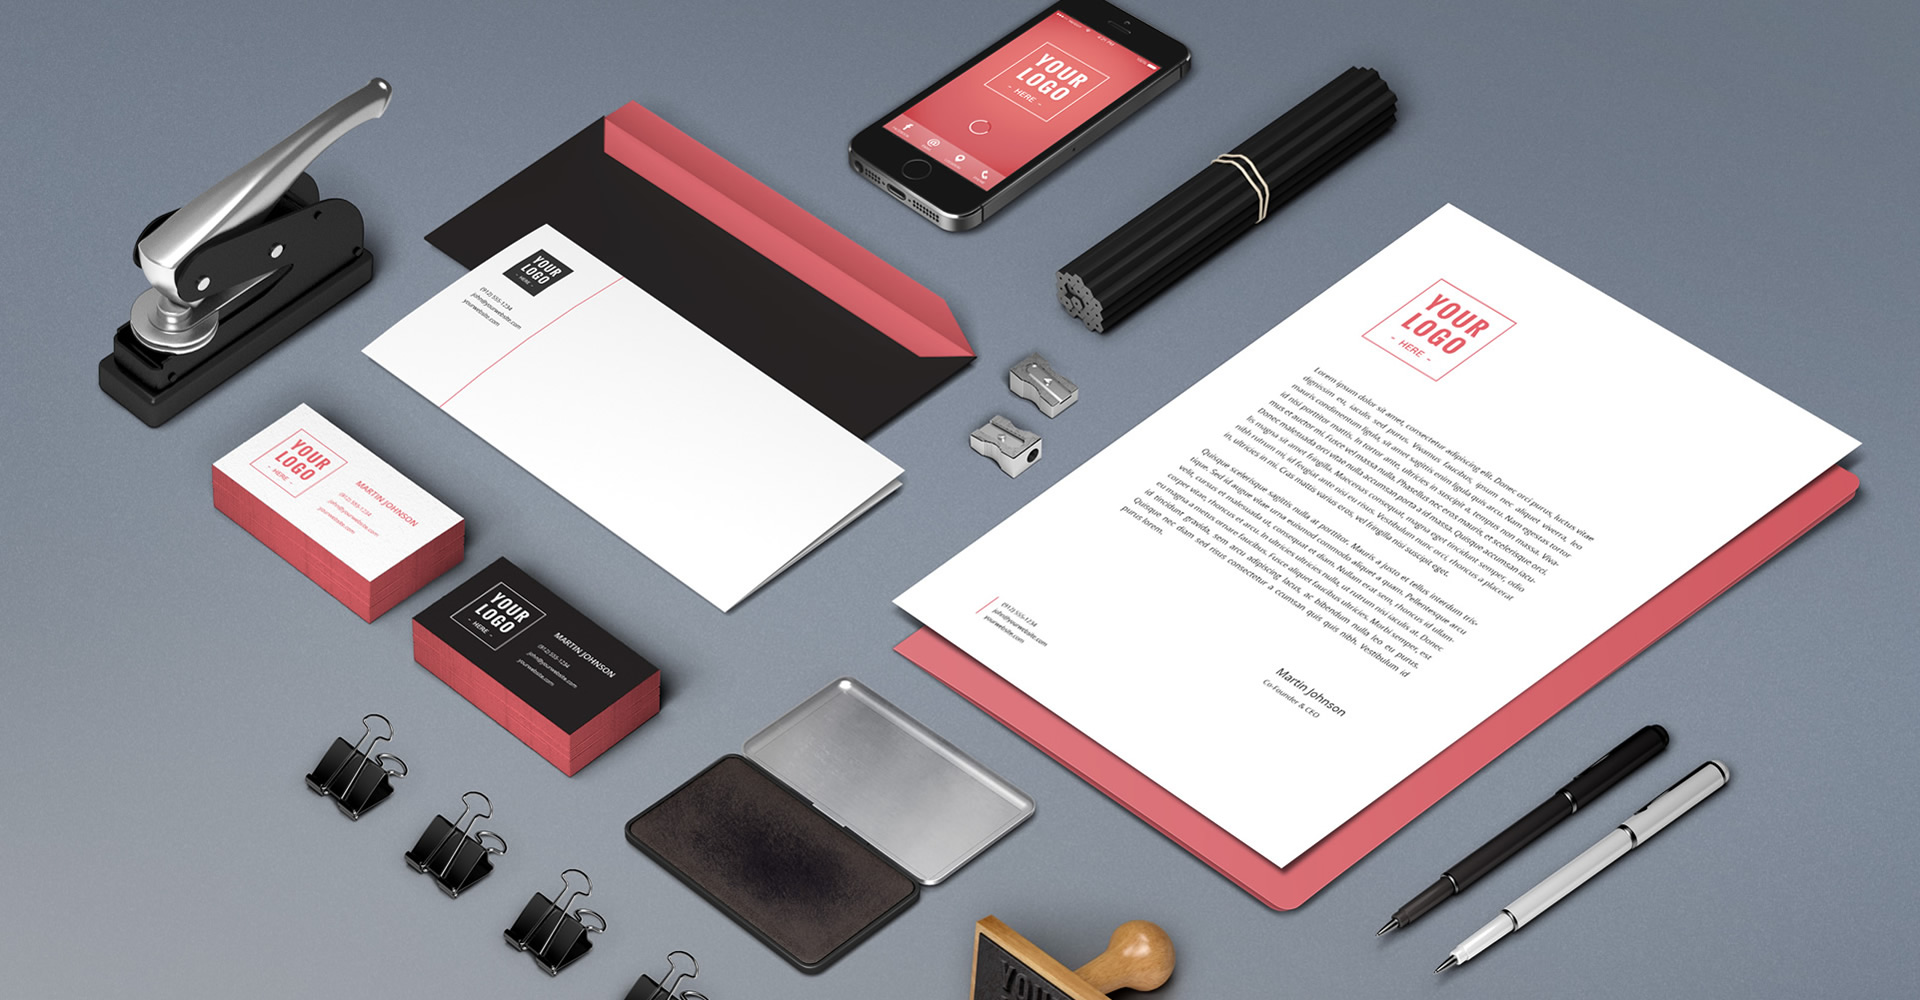 YOUR
LOGO
- HERE -
YOUR
LOGO
HERE
(912) 555-1234
john@yourwebsite.com
yourwebsite.com
YOUR
LOGO
- HERE -
Lorem ipsum dolor sit amet, consectetur adipiscing elit. Donec orci purus, luctus vitae
dignissim eu, iaculis sed purus. Vivamus faucibus, ipsum nec aliquet viverra, leo
mauris condimentum ligula, sit amet sagittis enim ligula quis arcu. Nam egestas tortor
id nisl porttitor mattis. In tortor ante, ultricies in suscipit a, tempus non massa. Viva-
mus et auctor mi. Fusce vel massa nulla. Phasellus nec eros mauris, et scelerisque orci.
Donec malesuada orci vitae nulla accumsan porta a id massa. Quisque accumsan iacu-
lis magna sit amet fringilla. Maecenas consequat, magna eget tincidunt semper, odio
nibh rutrum mi, id feugiat ante nisi eu risus. Vestibulum nunc orci, rhoncus a placerat
in, ultricies in mi. Cras mattis varius eros, vel fringilla nisi suscipit eget.
Quisque scelerisque sagittis nulla at porttitor. Mauris a justo et tellus interdum tris-
tique. Sed id augue vitae urna euismod commodo aliquet a quam. Pellentesque arcu
velit, cursus et malesuada ut, consequat et diam. Nullam erat sem, rhoncus id ullam-
corper vitae, rhoncus et arcu. In ultricies ultricies nulla, ut rutrum nisi iaculis at. Donec
eu magna a metus ornare faucibus. Fusce aliquet faucibus ultricies. Morbi semper, est
id tincidunt gravida, sem arcu adipiscing lacus, ac bibendum nulla leo eu purus.
Quisque nec diam sed risus consectetur a ccumsan quis quis nibh. Vestibulum id
purus lorem.
(912) 555-1234
john@yourwebsite.com
yourwebsite.com
Martin Johnson
Co-Founder & CEO
YOUR
LOGO
- HERE -
MARTIN JOHNSON
(912) 555-1234
john@yourwebsite.com
yourwebsite.com
YOUR
LOGO
- HERE -
MARTIN JOHNSON
(912) 555-1234
john@yourwebsite.com
yourwebsite.com
YOUR